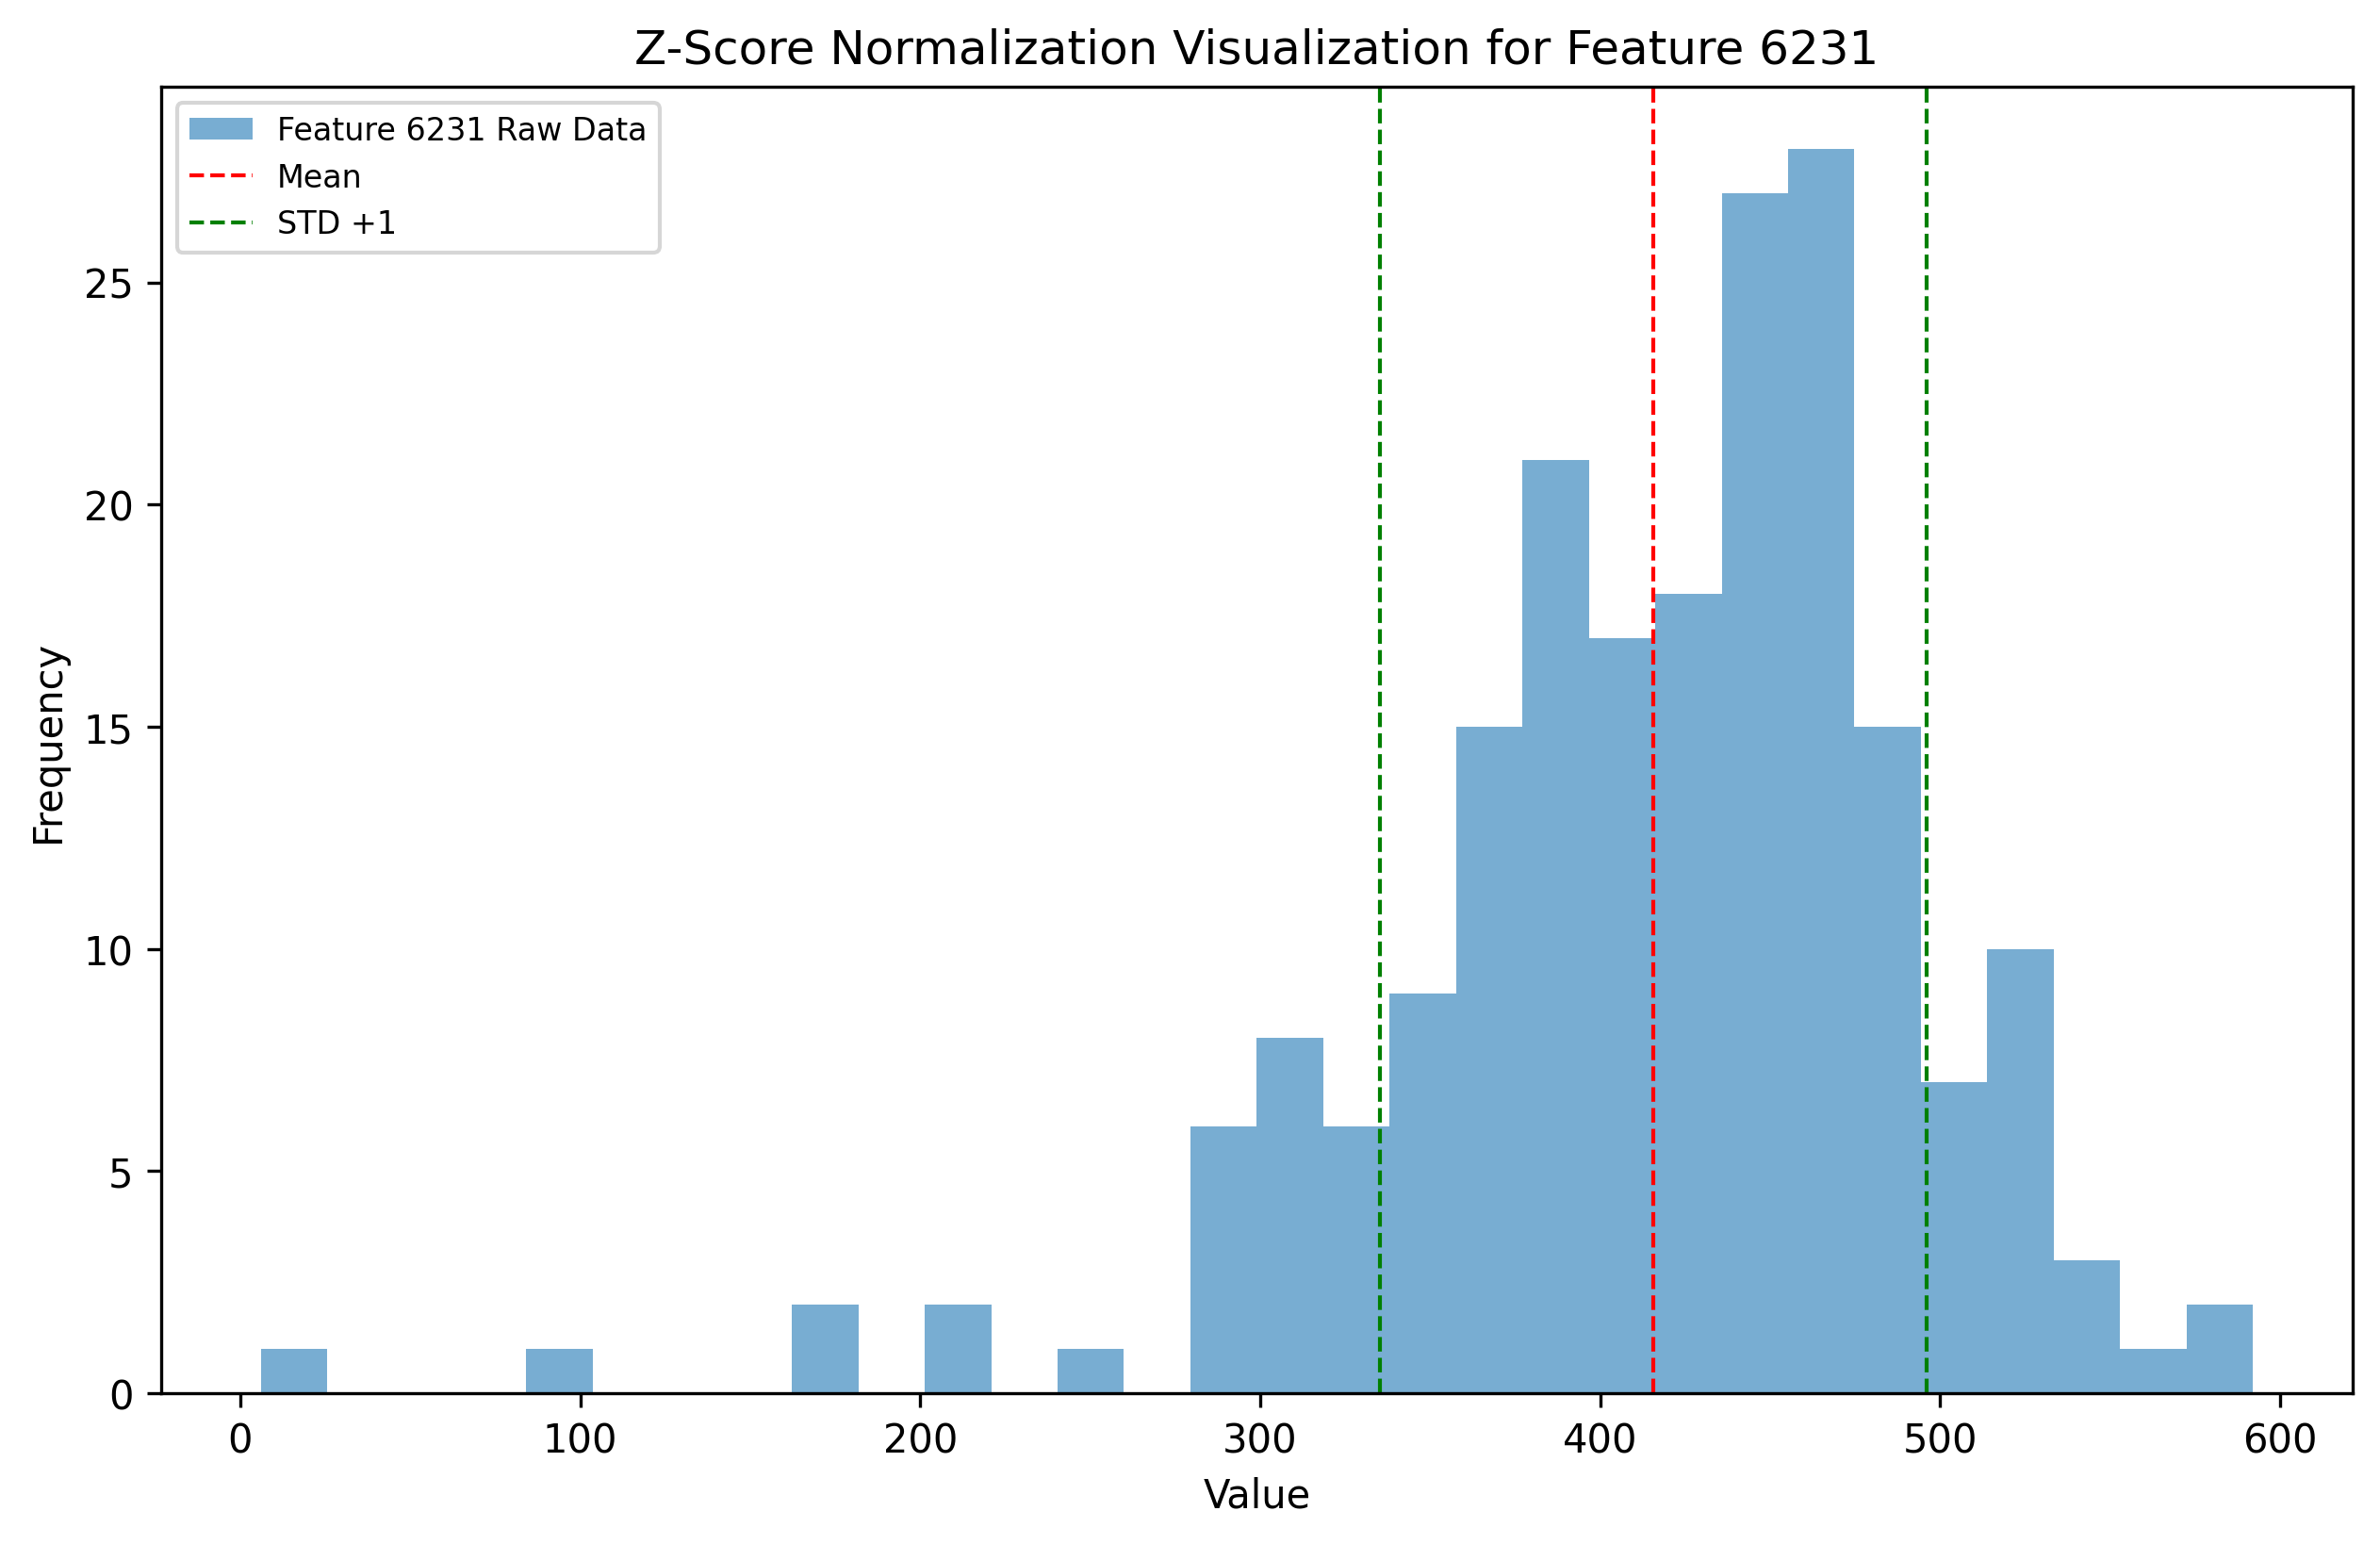 Z-Score Normalization Visualization for Feature 6231
Feature 6231 Raw Data
Mean
STD +1
25
20
15
10
5
0
Frequency
0 100 200 300 400 500 600
Value